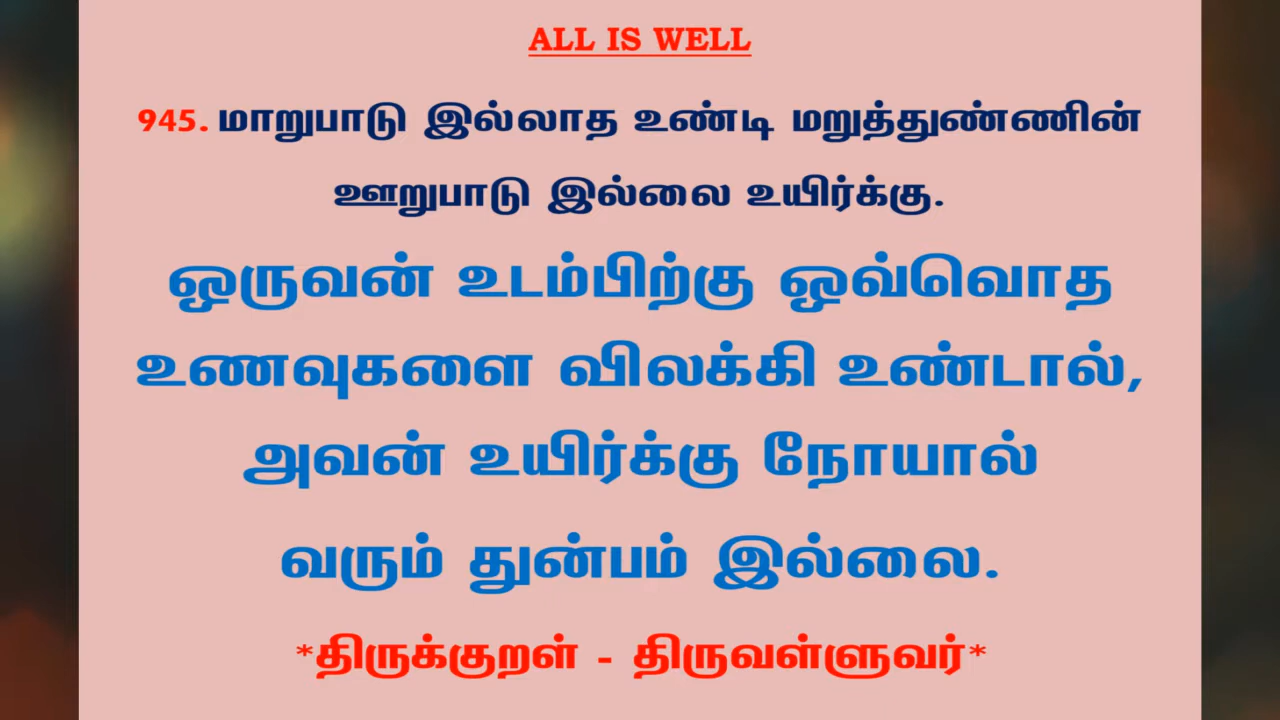 ALL IS WELL
945. மாறுபாடு இல்லாத உண்டி மறுத்துண்ணின்
ஊறுபாடு இல்லை உயிர்க்கு.
ஒருவன் உடம்பிற்கு ஒவ்வொத
உணவுகளை விலக்கி உண்டால்,
அவன் உயிர்க்கு நோயால்
வரும் துன்பம் இல்லை.
*திருக்குறள் - திருவள்ளுவர்*